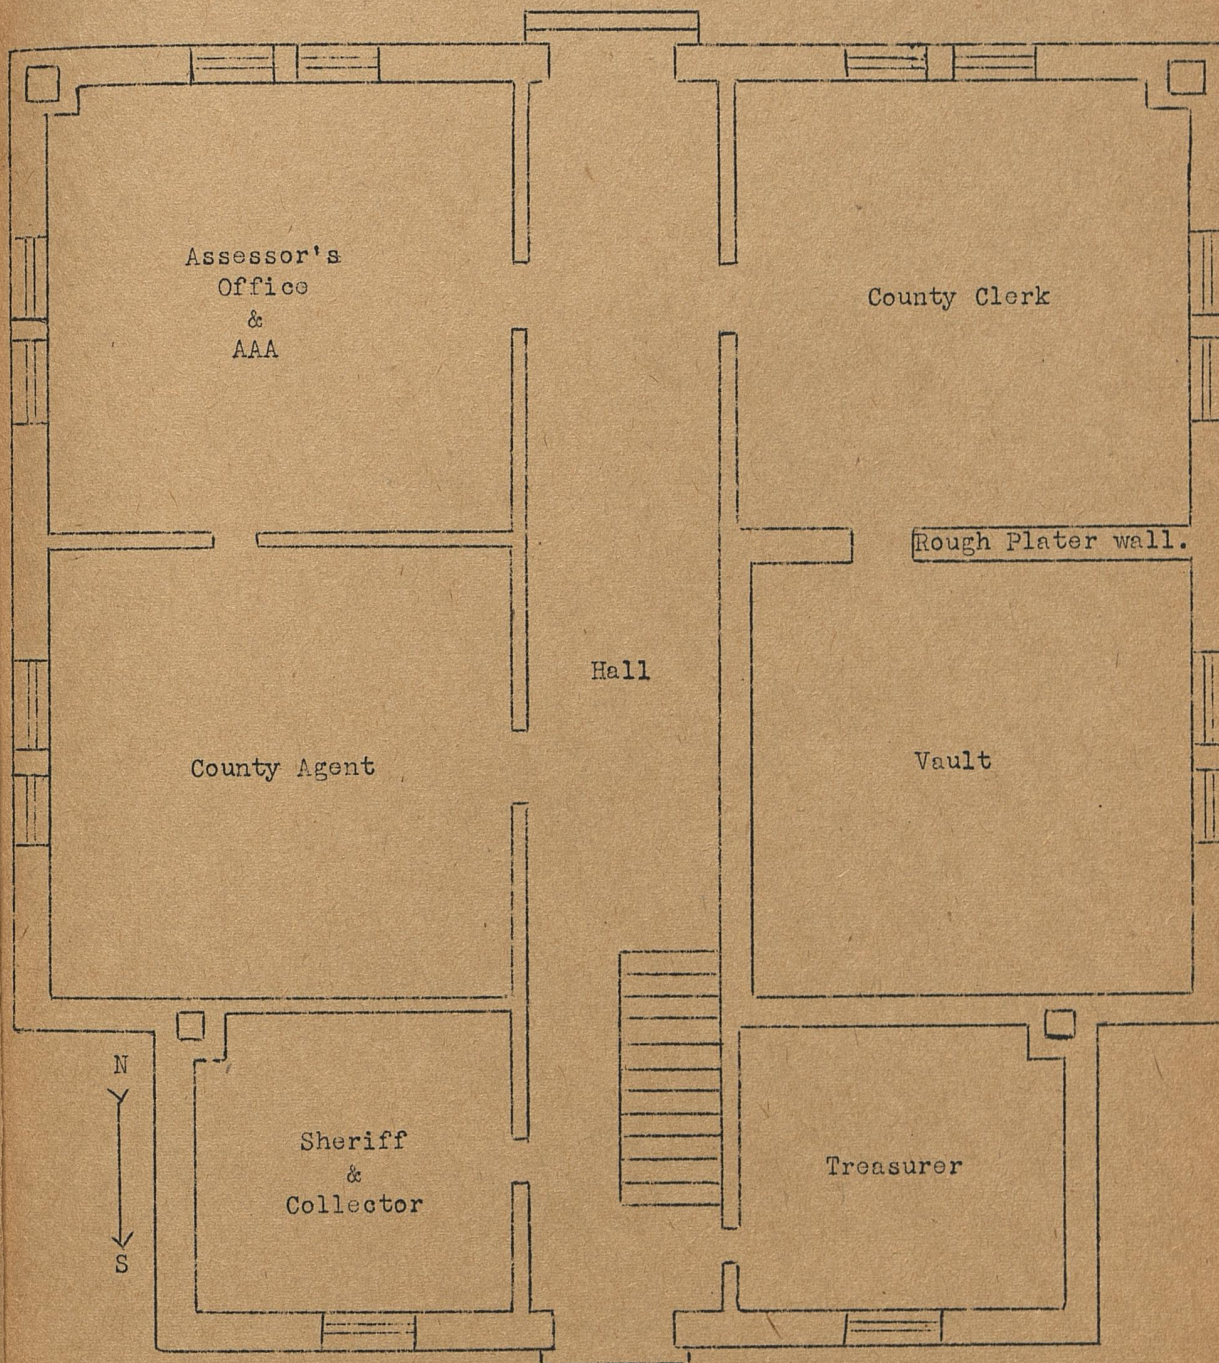 Assessor's
Office
&
AAA
County Clerk
Rough Plater wall.
Hall
County Agent
Vault
N
S
Sheriff
&
Collector
Treasurer